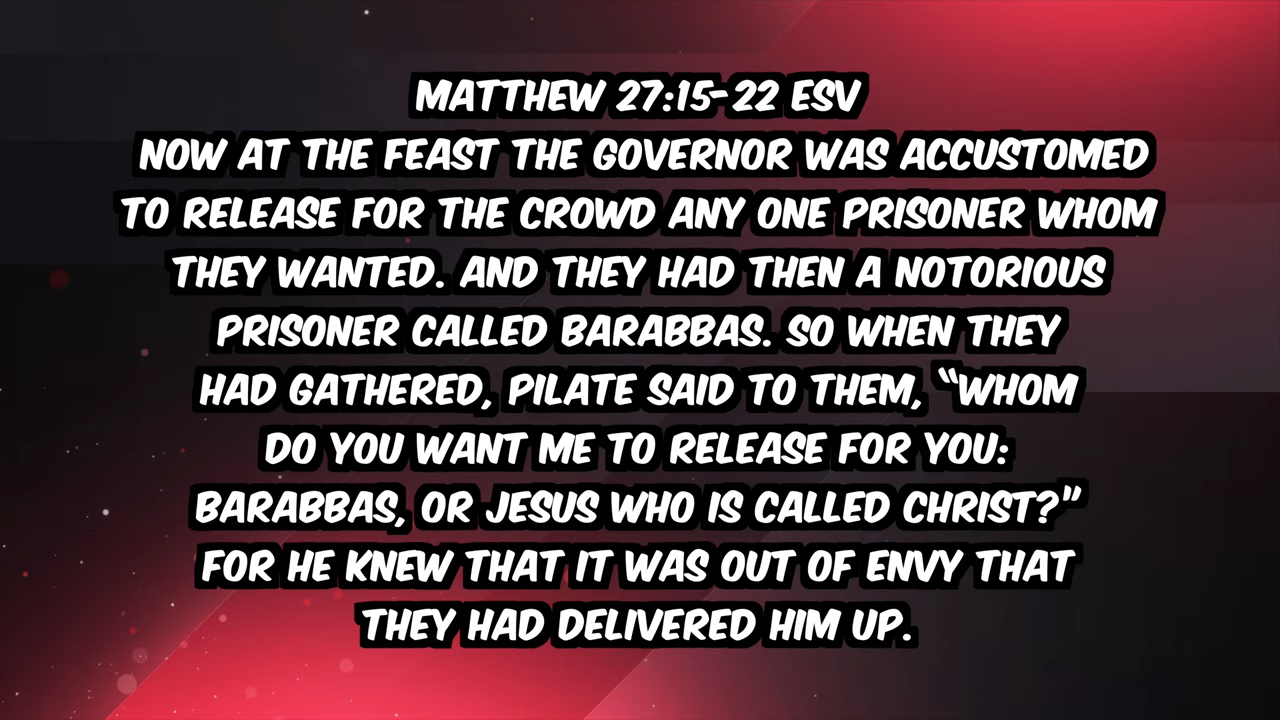 MATTHEW 27:15-22 ESV
NOW AT THE FEAST THE GOVERNOR WAS ACCUSTOMED
TO RELEASE FOR THE CROWD ANY ONE PRISONER WHOM
THEY WANTED. AND THEY HAD THEN A NOTORIOUS
PRISONER CALLED BARABBAS. SO WHEN THEY
HAD GATHERED, PILATE SAID TO THEM, “WHOM
DO YOU WANT ME TO RELEASE FOR YOU:
BARABBAS, OR JESUS WHO IS CALLED CHRIST?”
FOR HE KNEW THAT IT WAS OUT OF ENVY THAT
THEY HAD DELIVERED HIM UP.